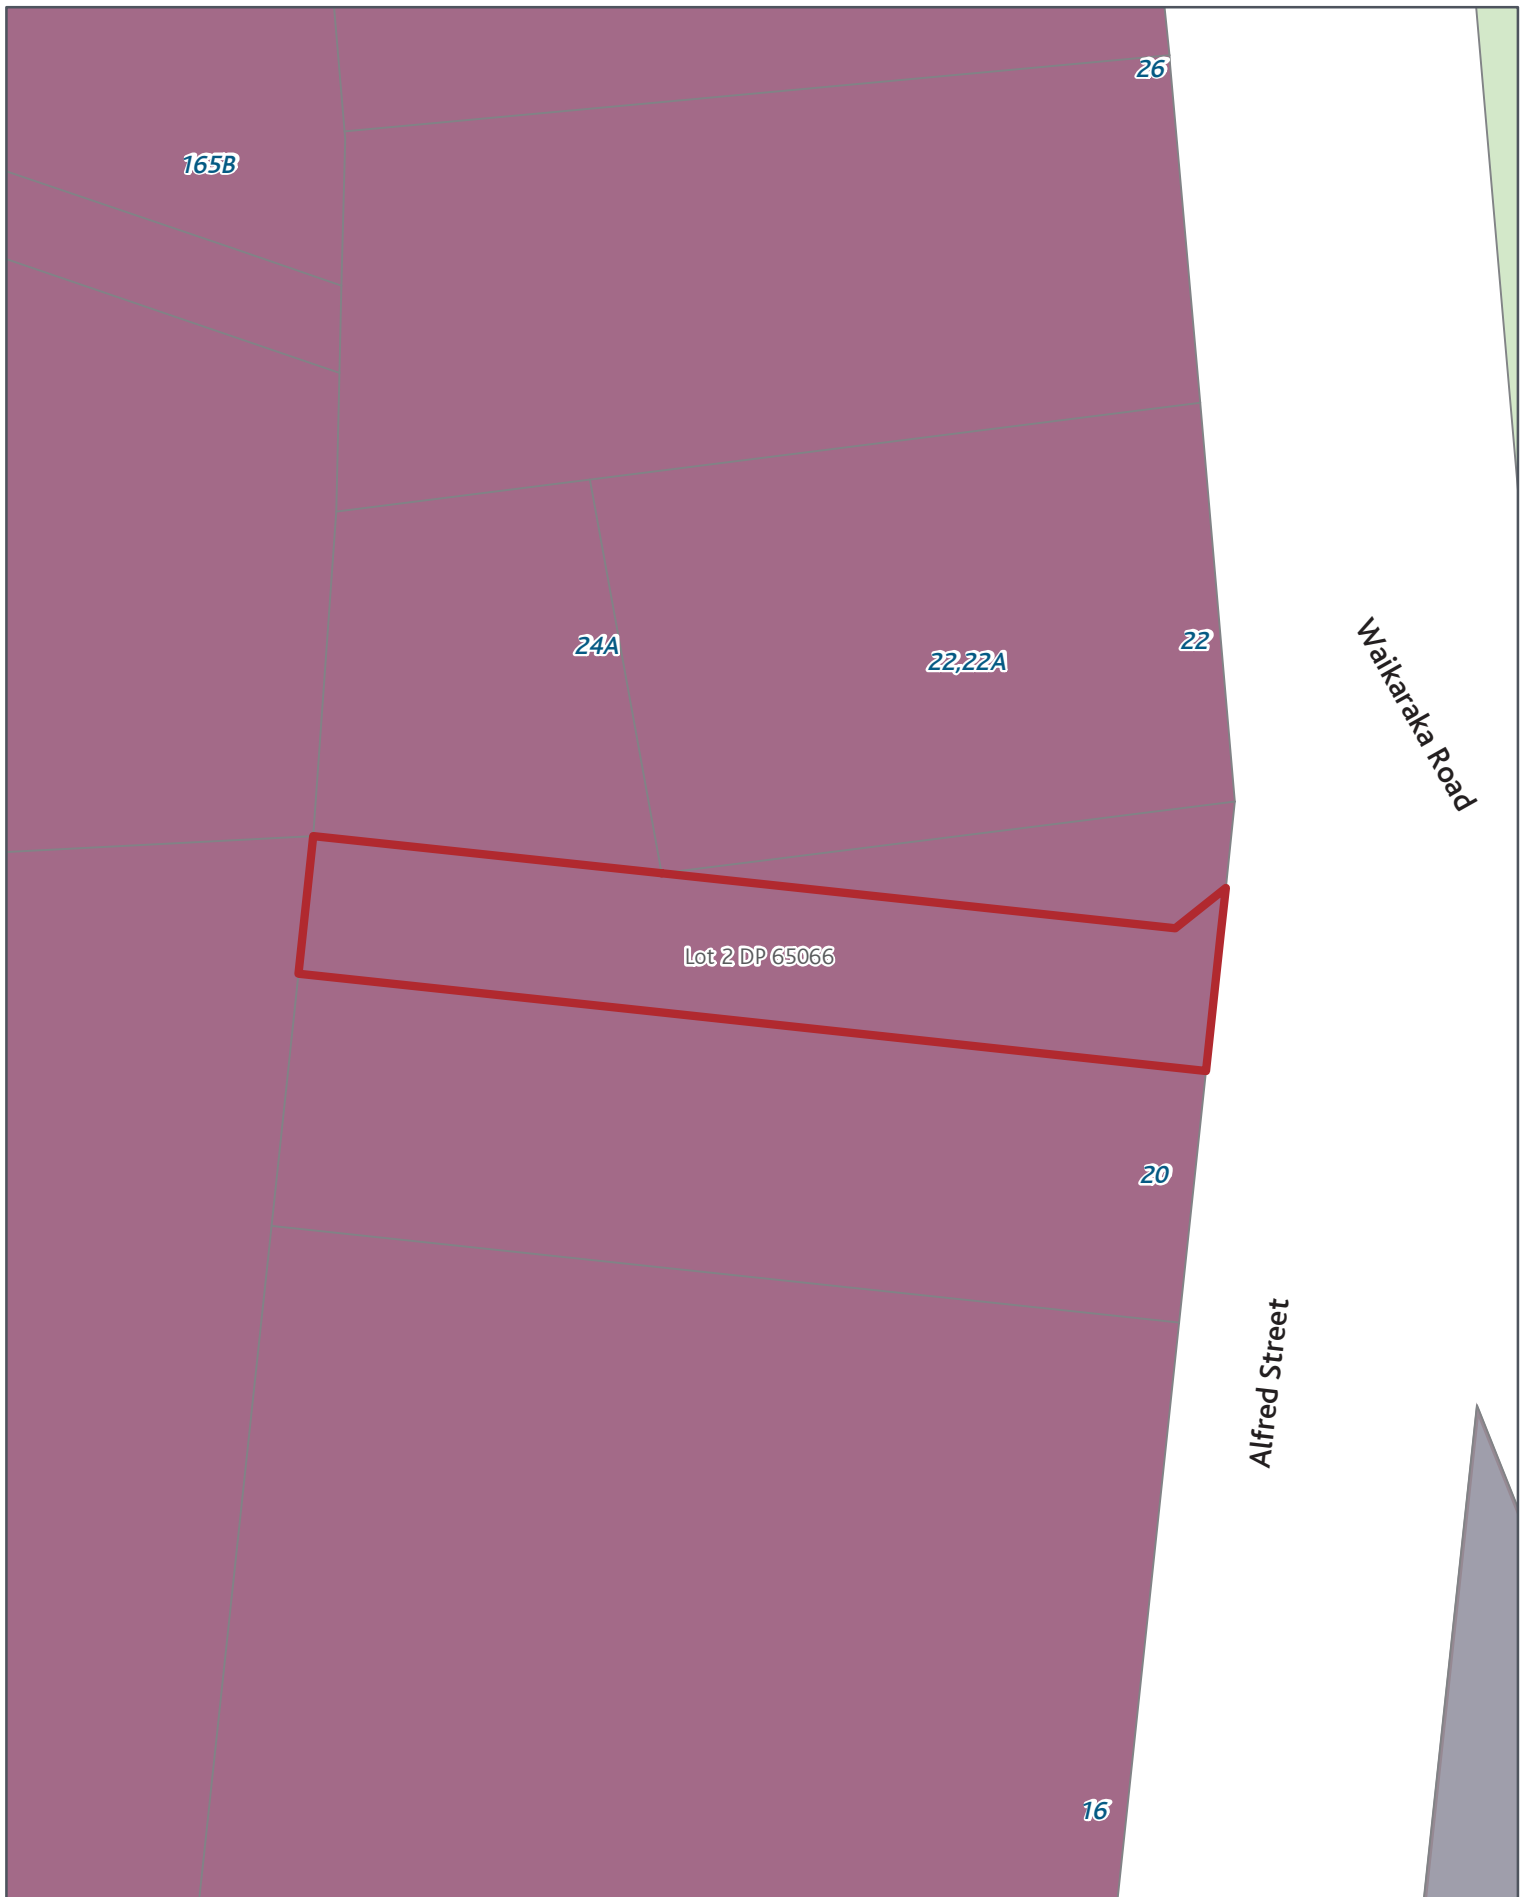 26
165B
22
24A
22,22A
Waikaraka Road
Lot 2 DP 65066
20
Alfred Street
16